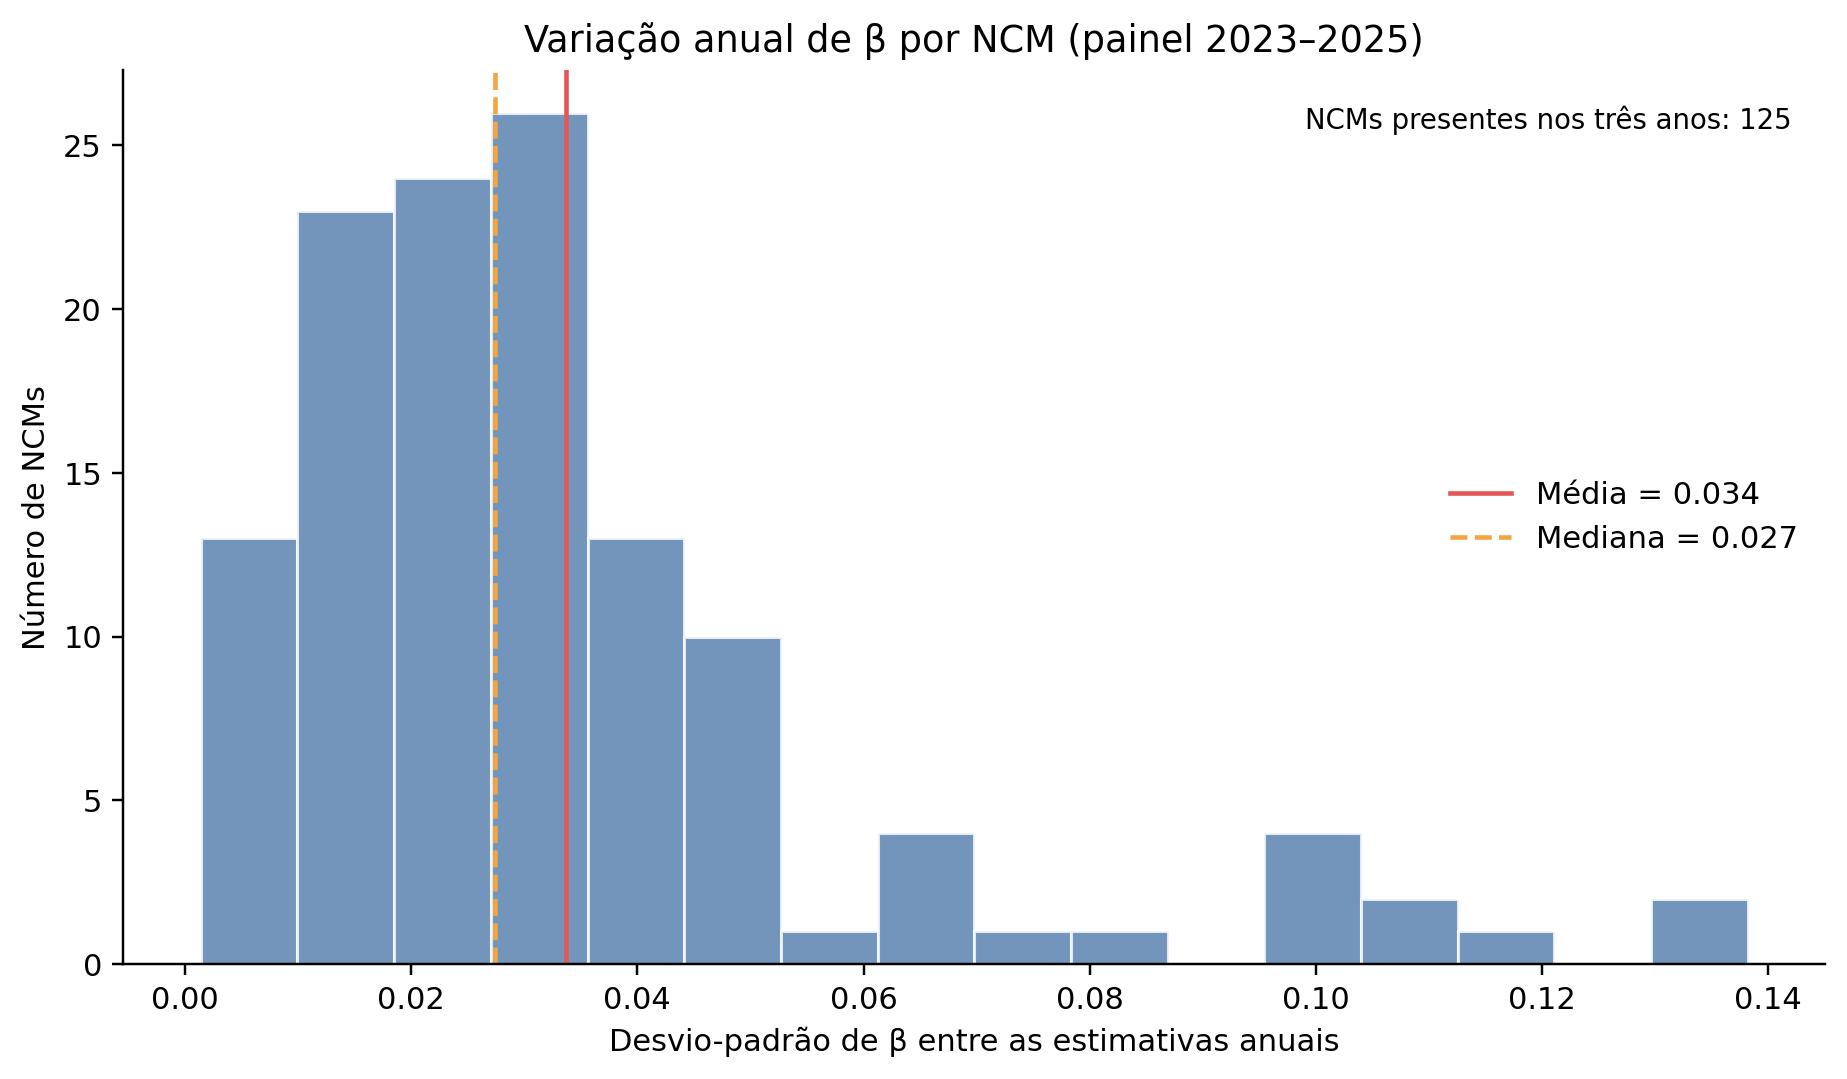 Variação anual de β por NCM (painel 2023–2025)
NCMs presentes nos três anos: 125
Média = 0.034
Mediana = 0.027
Número de NCMs
25
20
15
10
5
0
0.00 0.02 0.04 0.06 0.08 0.10 0.12 0.14
Desvio-padrão de β entre as estimativas anuais